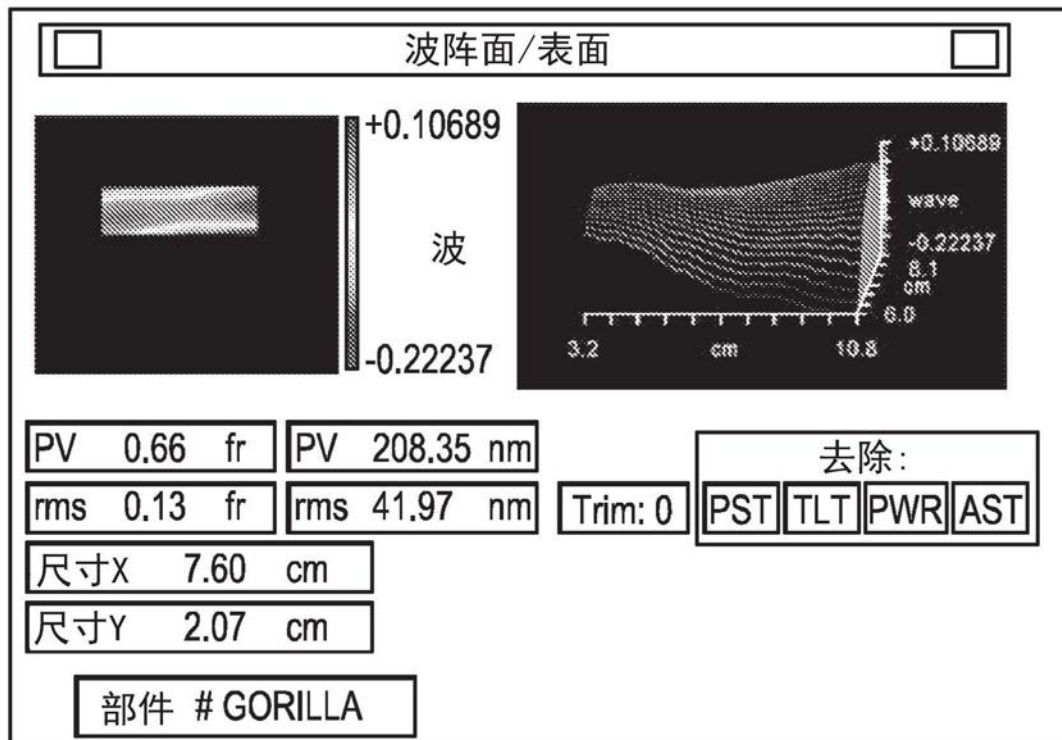 波阵面/表面
+0.10689
波
-0.22237
+0.10689
wave
-0.22237
8.1
cm
6.0
3.2 cm 10.8
PV 0.66 fr
PV 208.35 nm
rms 0.13 fr
rms 41.97 nm
Trim: 0
去除:
PST TLT PWR AST
尺寸X 7.60 cm
尺寸Y 2.07 cm
部件 # GORILLA